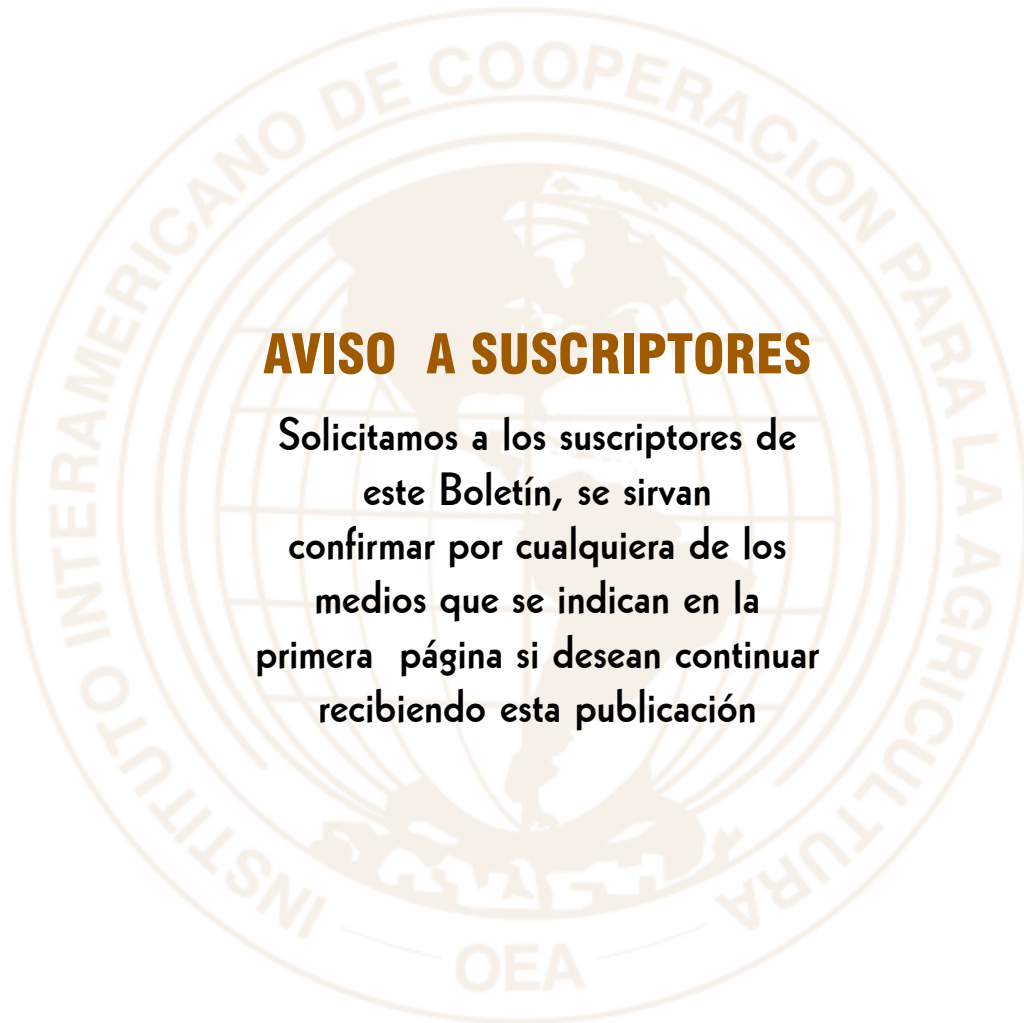 INSTITUTO INTERAMERICANO DE COOPERACION PARA LA AGRICULTURA
AVISO A SUSCRIPTORES
Solicitamos a los suscriptores de
este Boletín, se sirvan
confirmar por cualquiera de los
medios que se indican en la
primera página si desean continuar
recibiendo esta publicación
OEA